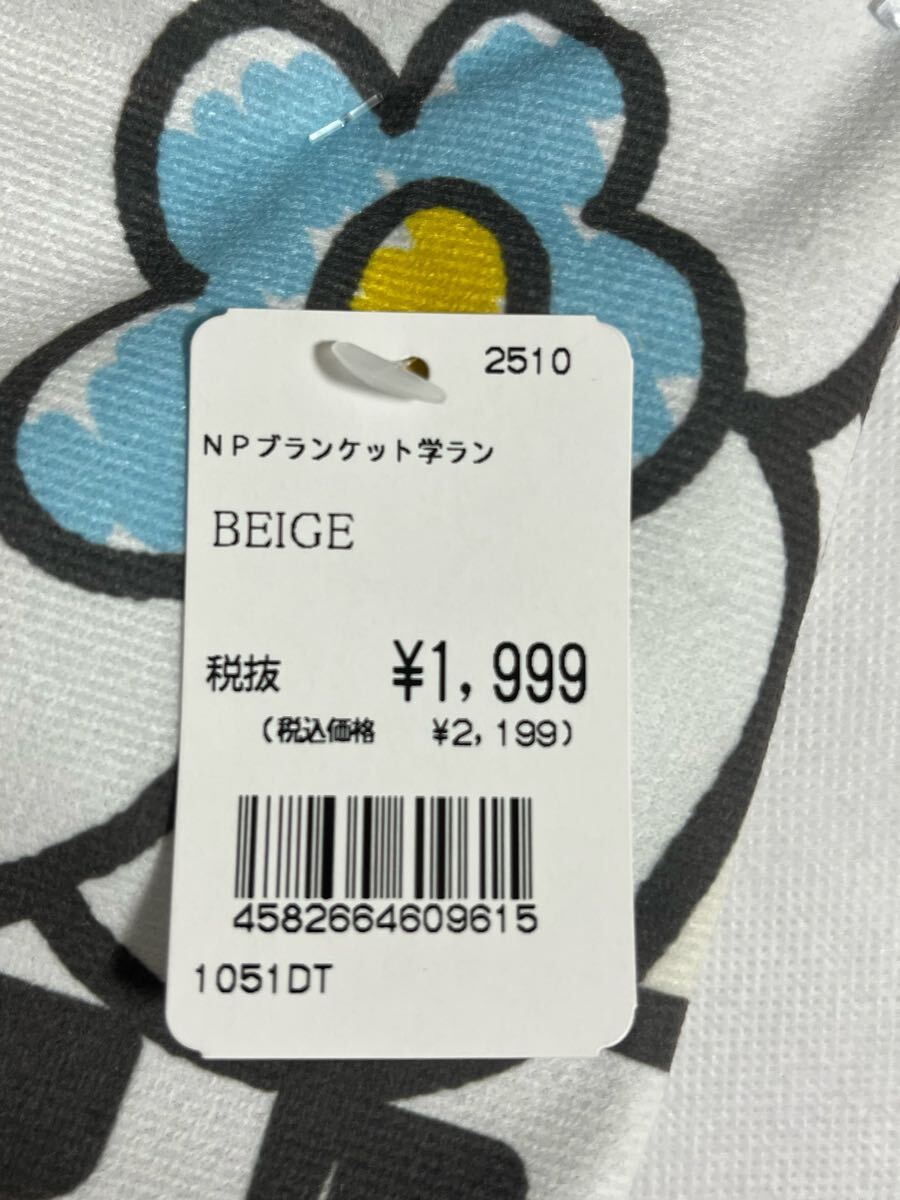 2510
NPブランケット学ラン
BEIGE
税抜 ¥1,999
(税込価格 ¥2,199)
4582664609615
1051DT